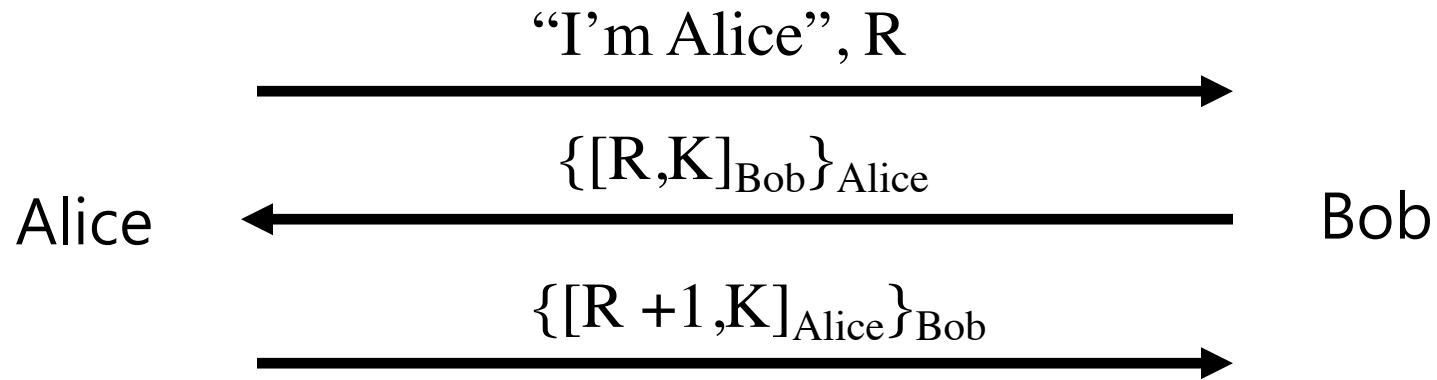 “I’m Alice”, R
{[R,K]Bob}Alice
Alice
Bob
{[R +1,K]Alice}Bob